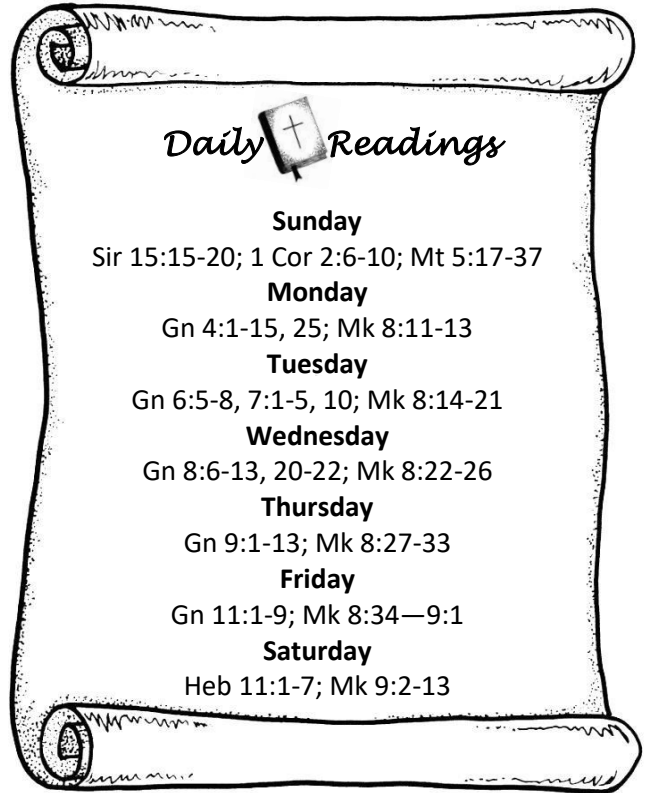 Daily Readings
Sunday
Sir 15:15-20; 1 Cor 2:6-10; Mt 5:17-37
Monday
Gn 4:1-15, 25; Mk 8:11-13
Tuesday
Gn 6:5-8, 7:1-5, 10; Mk 8:14-21
Wednesday
Gn 8:6-13, 20-22; Mk 8:22-26
Thursday
Gn 9:1-13; Mk 8:27-33
Friday
Gn 11:1-9; Mk 8:34—9:1
Saturday
Heb 11:1-7; Mk 9:2-13